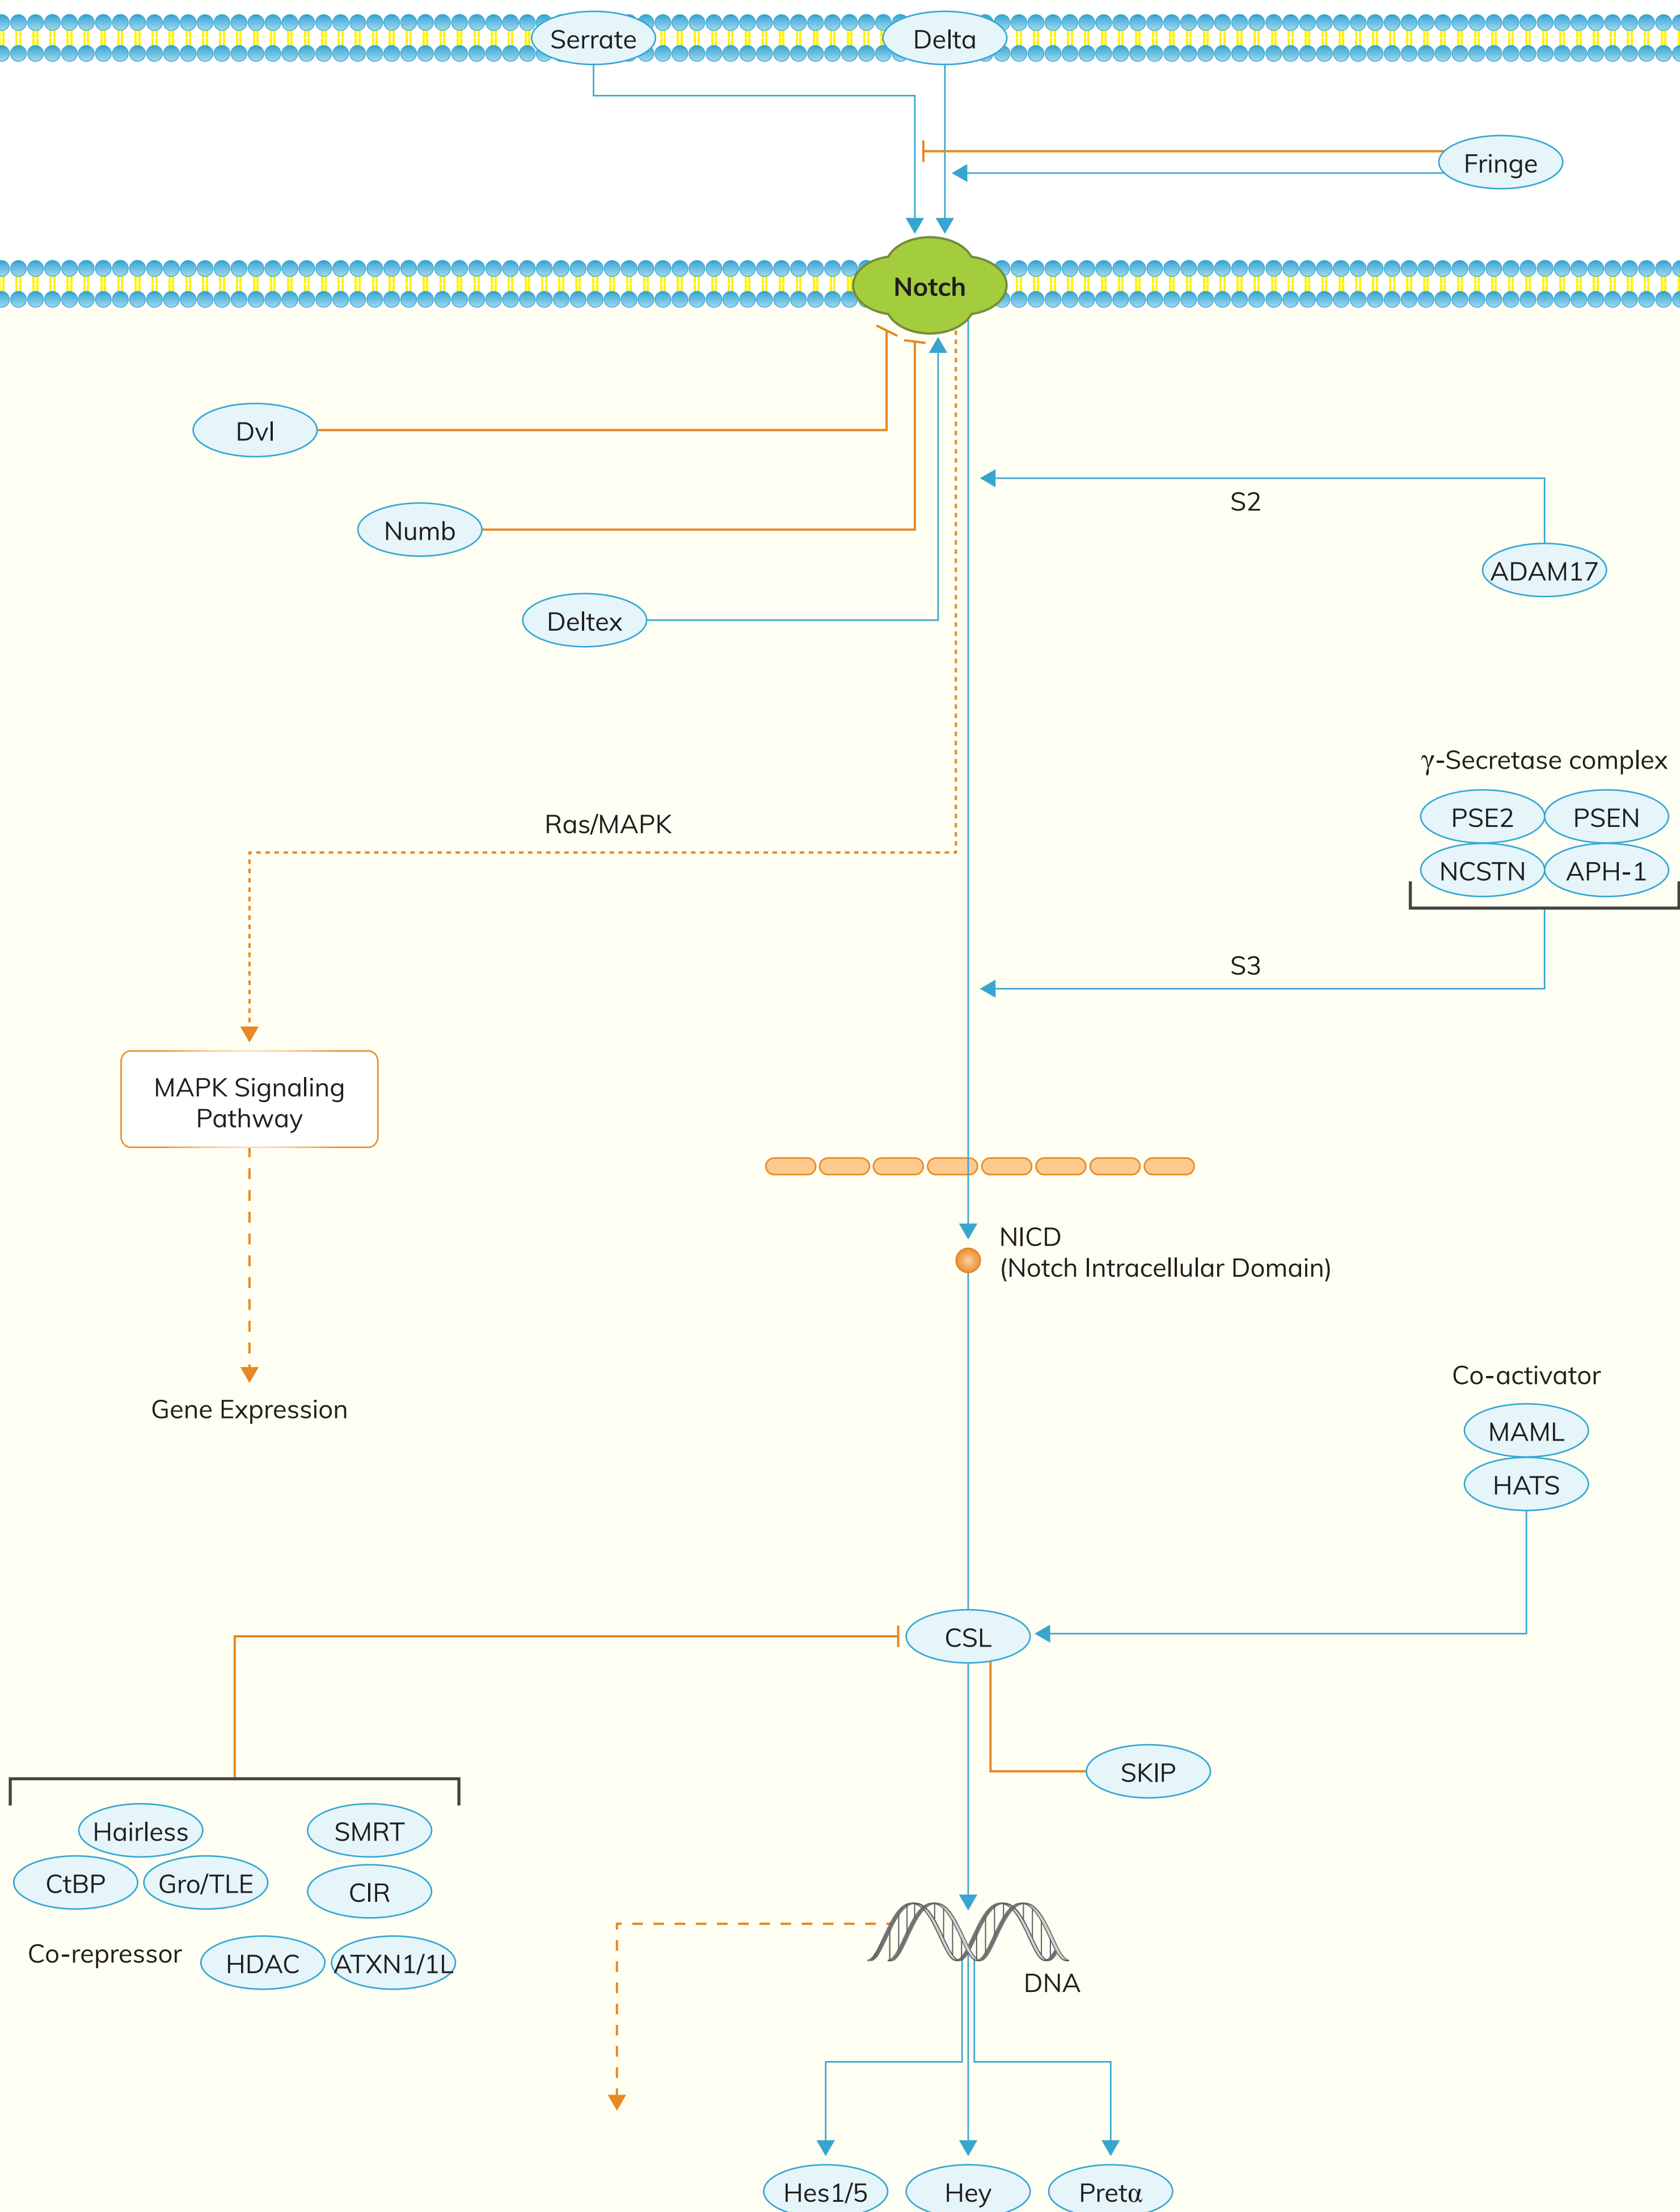 Serrate
Delta
Fringe
Notch
Dvl
S2
Numb
ADAM17
Deltex
γ-Secretase complex
PSE2
PSEN
Ras/MAPK
NCSTN
APH-1
S3
MAPK Signaling
Pathway
NICD
(Notch Intracellular Domain)
Gene Expression
Co-activator
MAML
HATS
CSL
SKIP
Hairless
SMRT
CtBP
Gro/TLE
CIR
Co-repressor
HDAC
ATXN1/1L
DNA
Hes1/5
Hey
Pretα